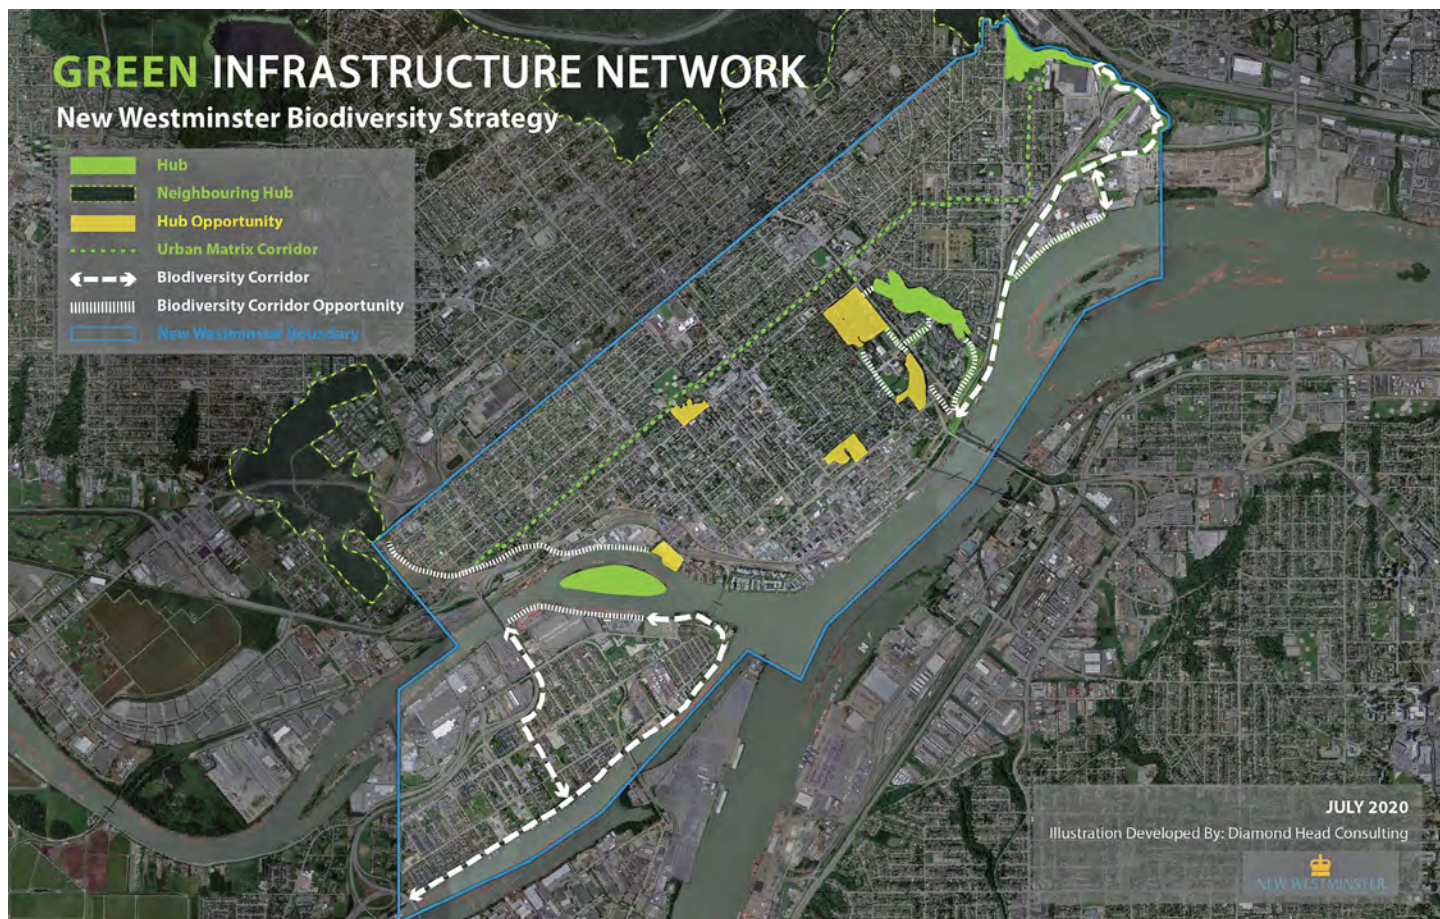 GREEN INFRASTRUCTURE NETWORK
New Westminster Biodiversity Strategy
Hub
Neighbouring Hub
Hub Opportunity
Urban Matrix Corridor
Biodiversity Corridor
Biodiversity Corridor Opportunity
New Westminster Boundary
JULY 2020
Illustration Developed By: Diamond Head Consulting
NEW WESTMINSTER